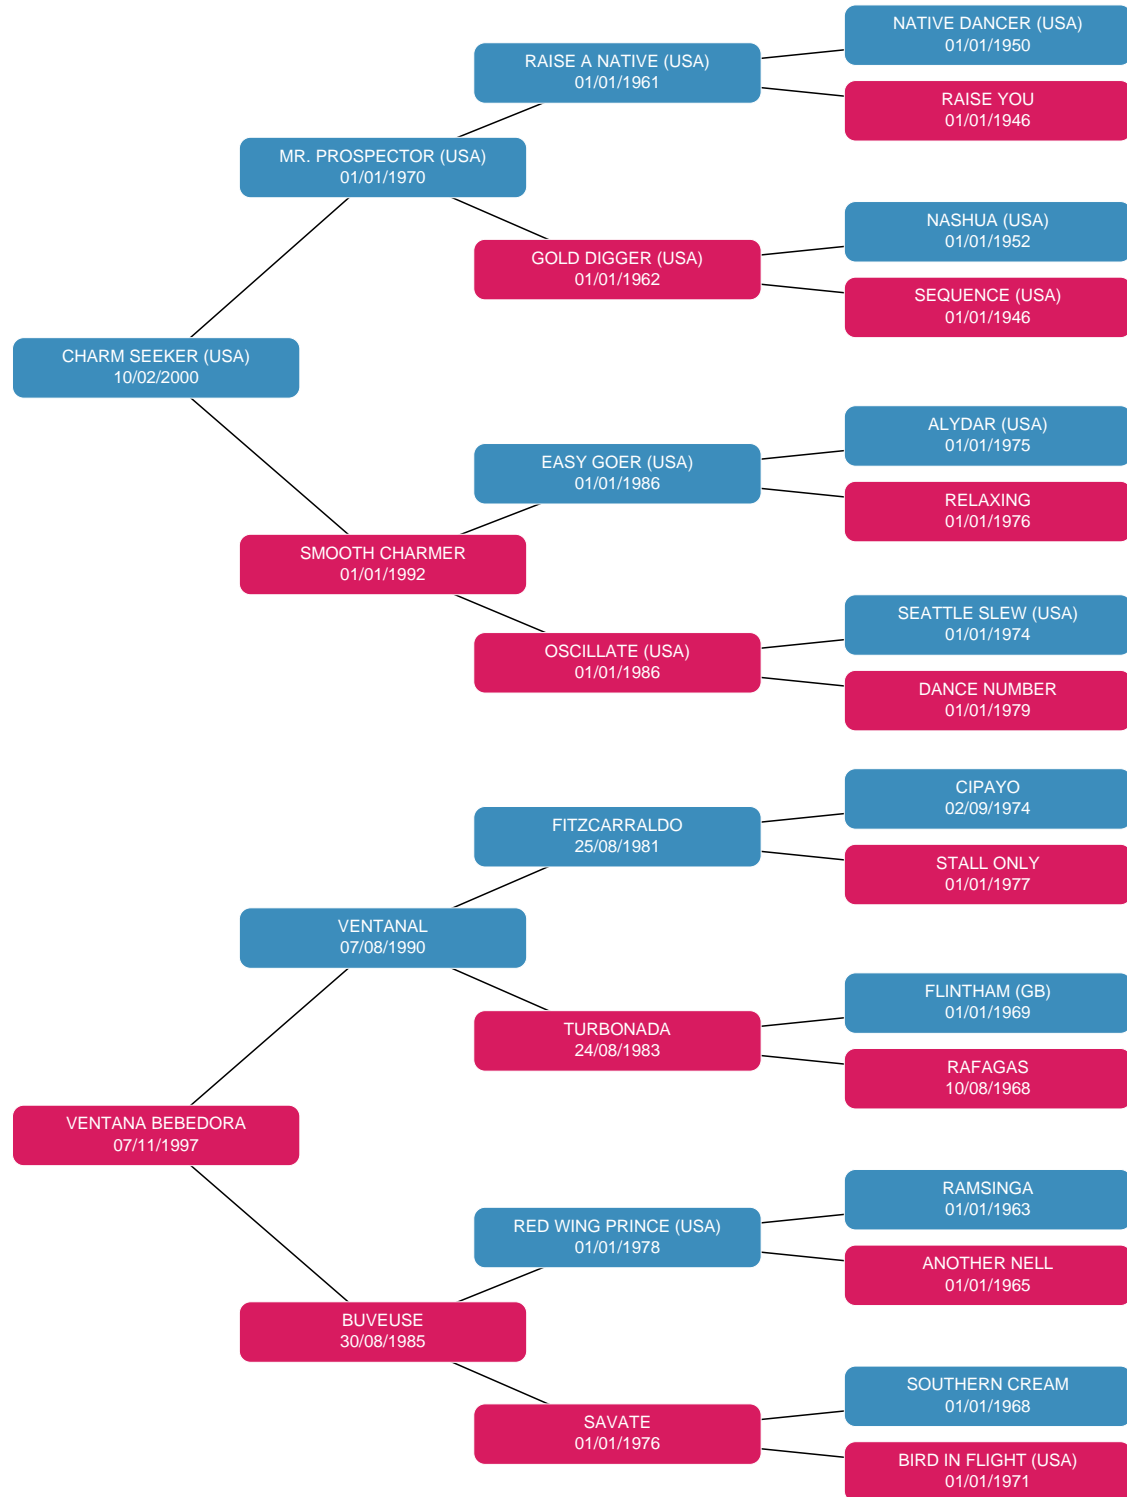 NATIVE DANCER (USA)
01/01/1950
RAISE A NATIVE (USA)
01/01/1961
RAISE YOU
01/01/1946
MR. PROSPECTOR (USA)
01/01/1970
NASHUA (USA)
01/01/1952
GOLD DIGGER (USA)
01/01/1962
SEQUENCE (USA)
01/01/1946
CHARM SEEKER (USA)
10/02/2000
ALYDAR (USA)
01/01/1975
EASY GOER (USA)
01/01/1986
RELAXING
01/01/1976
SMOOTH CHARMER
01/01/1992
SEATTLE SLEW (USA)
01/01/1974
OSCILLATE (USA)
01/01/1986
DANCE NUMBER
01/01/1979
CIPAYO
02/09/1974
FITZCARRALDO
25/08/1981
STALL ONLY
01/01/1977
VENTANAL
07/08/1990
FLINTHAM (GB)
01/01/1969
TURBONADA
24/08/1983
RAFAGAS
10/08/1968
VENTANA BEBEDORA
07/11/1997
RAMSINGA
01/01/1963
RED WING PRINCE (USA)
01/01/1978
ANOTHER NELL
01/01/1965
BUVEUSE
30/08/1985
SOUTHERN CREAM
01/01/1968
SAVATE
01/01/1976
BIRD IN FLIGHT (USA)
01/01/1971